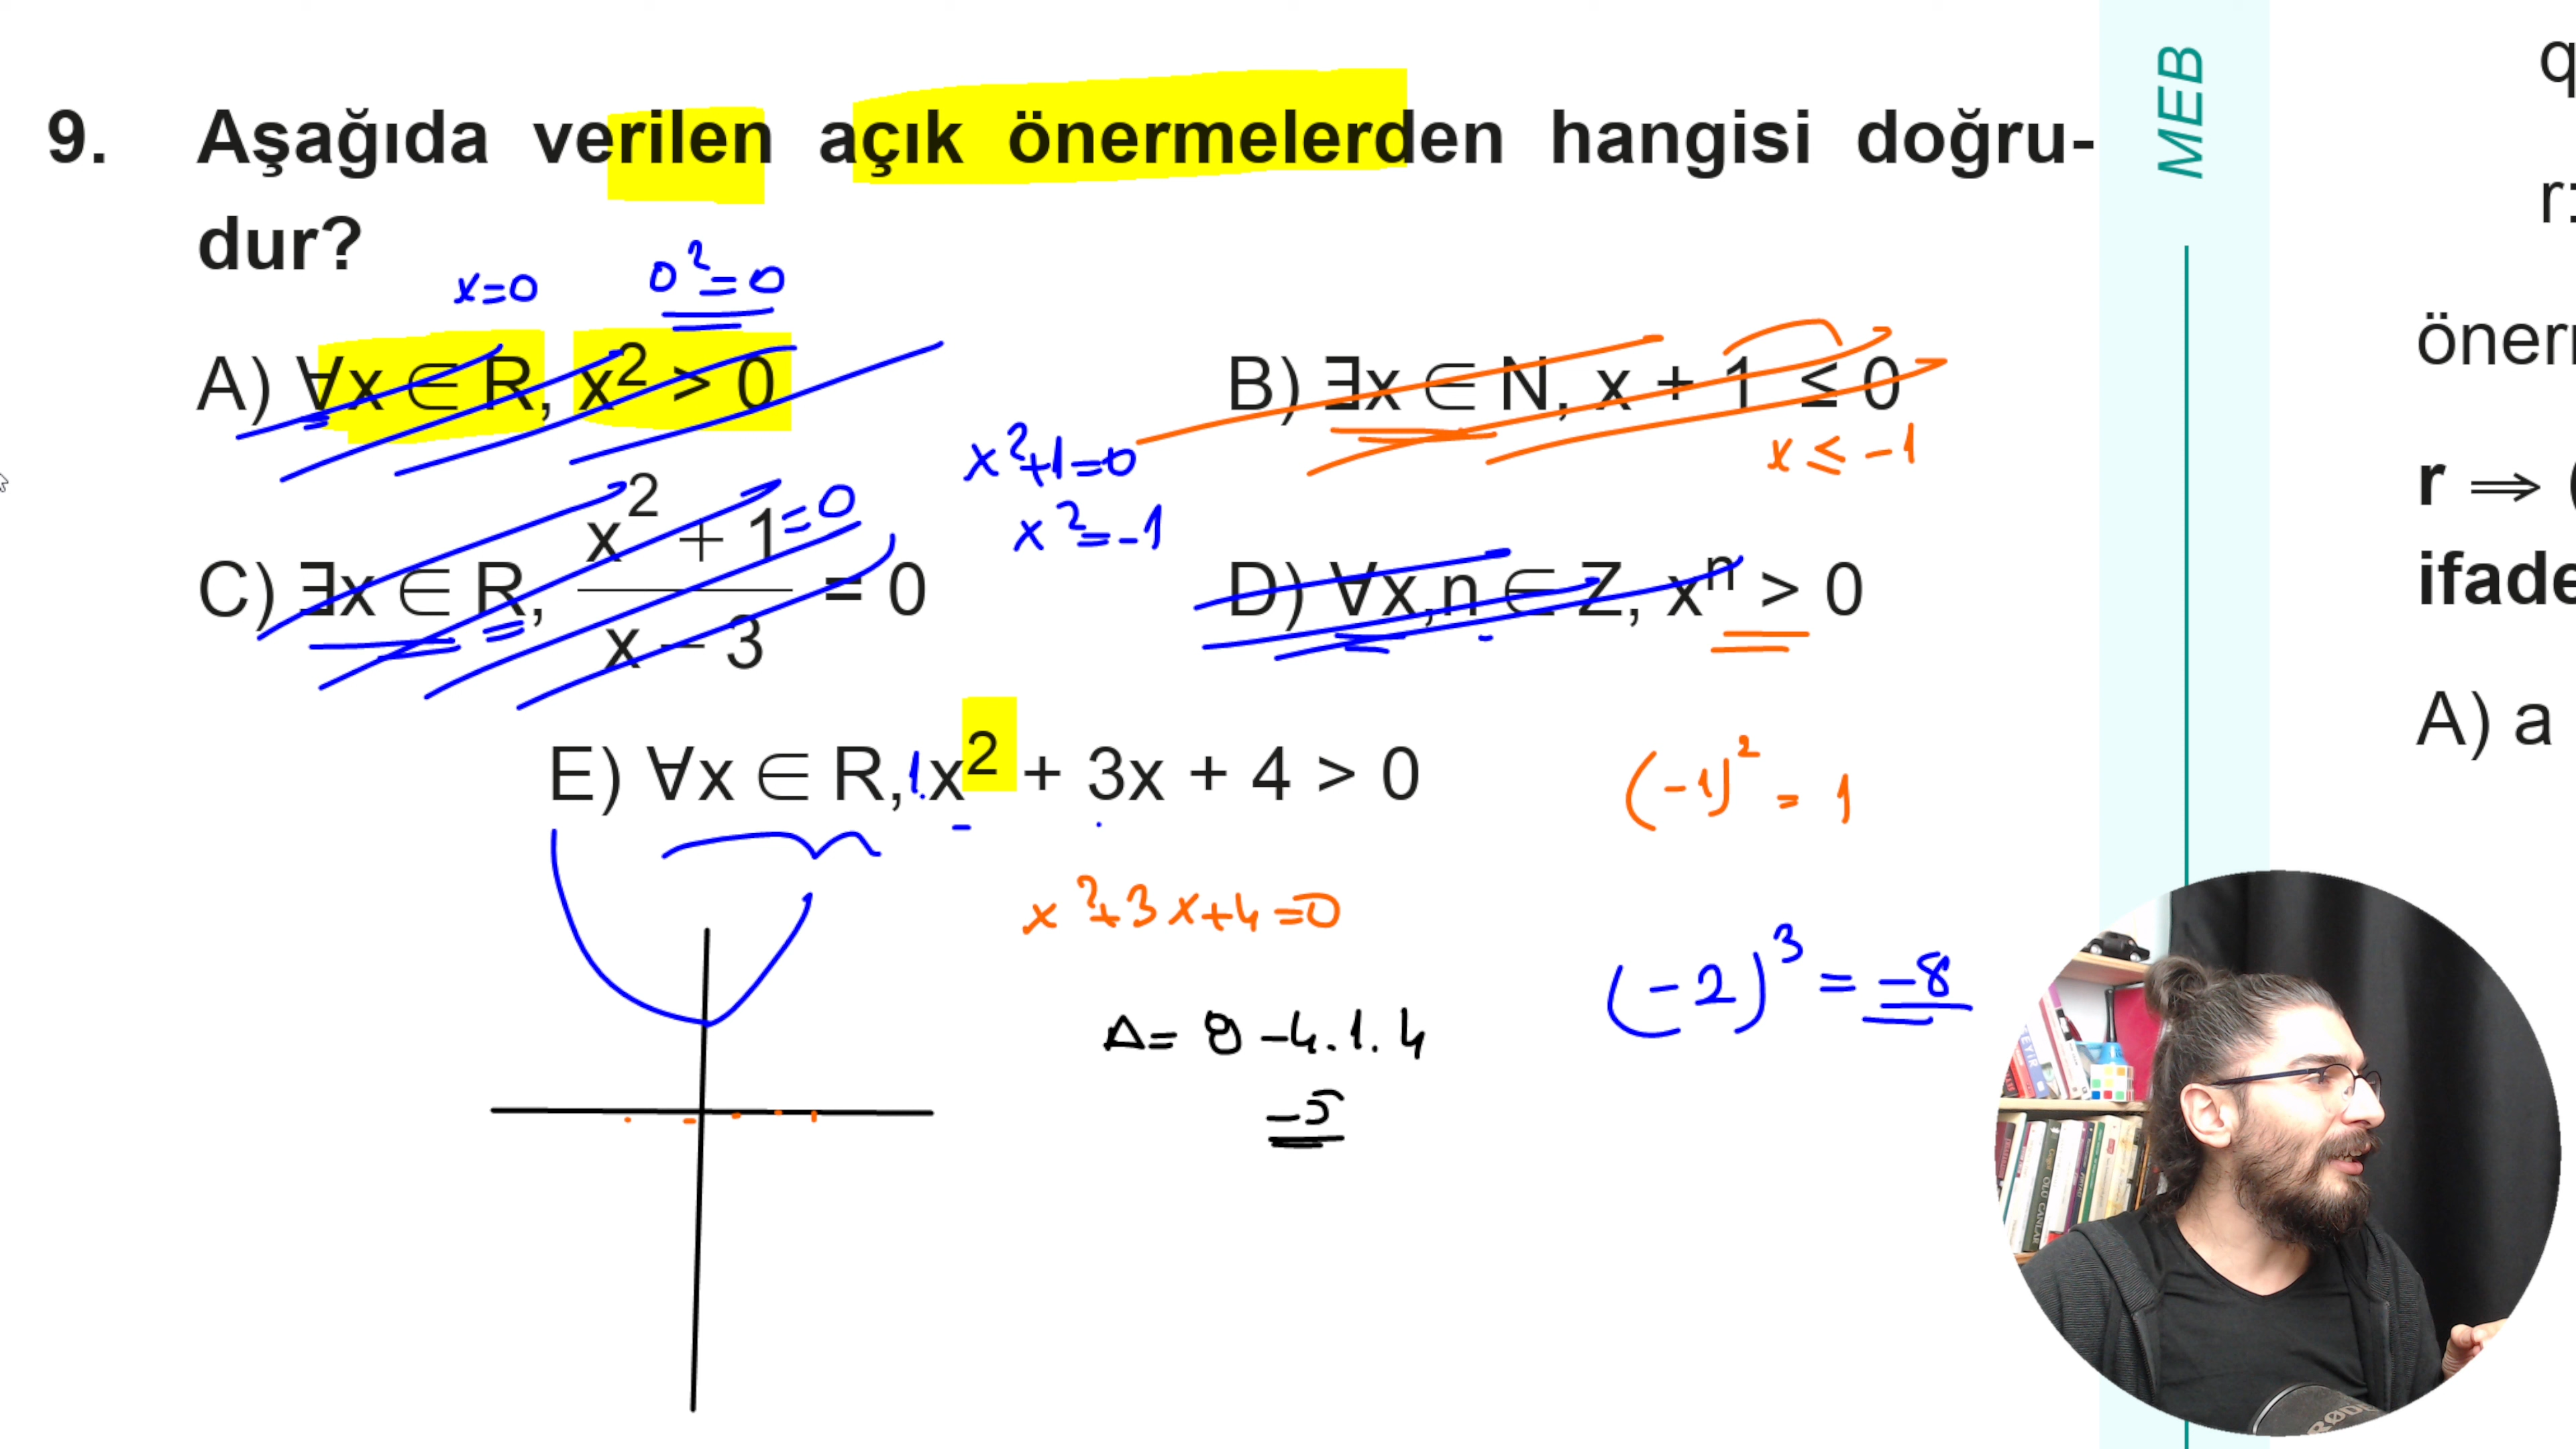 9. Aşağıda verilen açık önermelerden hangisi doğru-
dur?
x=0
0²=0
A) ∀x ∈ R, x² > 0
B) ∃x ∈ N, x + 1 ≤ 0
x ≤ -1
x²+1=0
x²=-1
C) ∃x ∈ R, (x² + 1)/(x − 3) = 0
=0
D) ∀x,n ∈ Z, xⁿ > 0
E) ∀x ∈ R, 1.x² + 3x + 4 > 0
(-1)² = 1
x²+3x+4=0
(-2)³ = -8
Δ= 9 -4.1.4
-5
MEB
q
r:
öner
r ⇒ (
ifade
A) a
RØDE